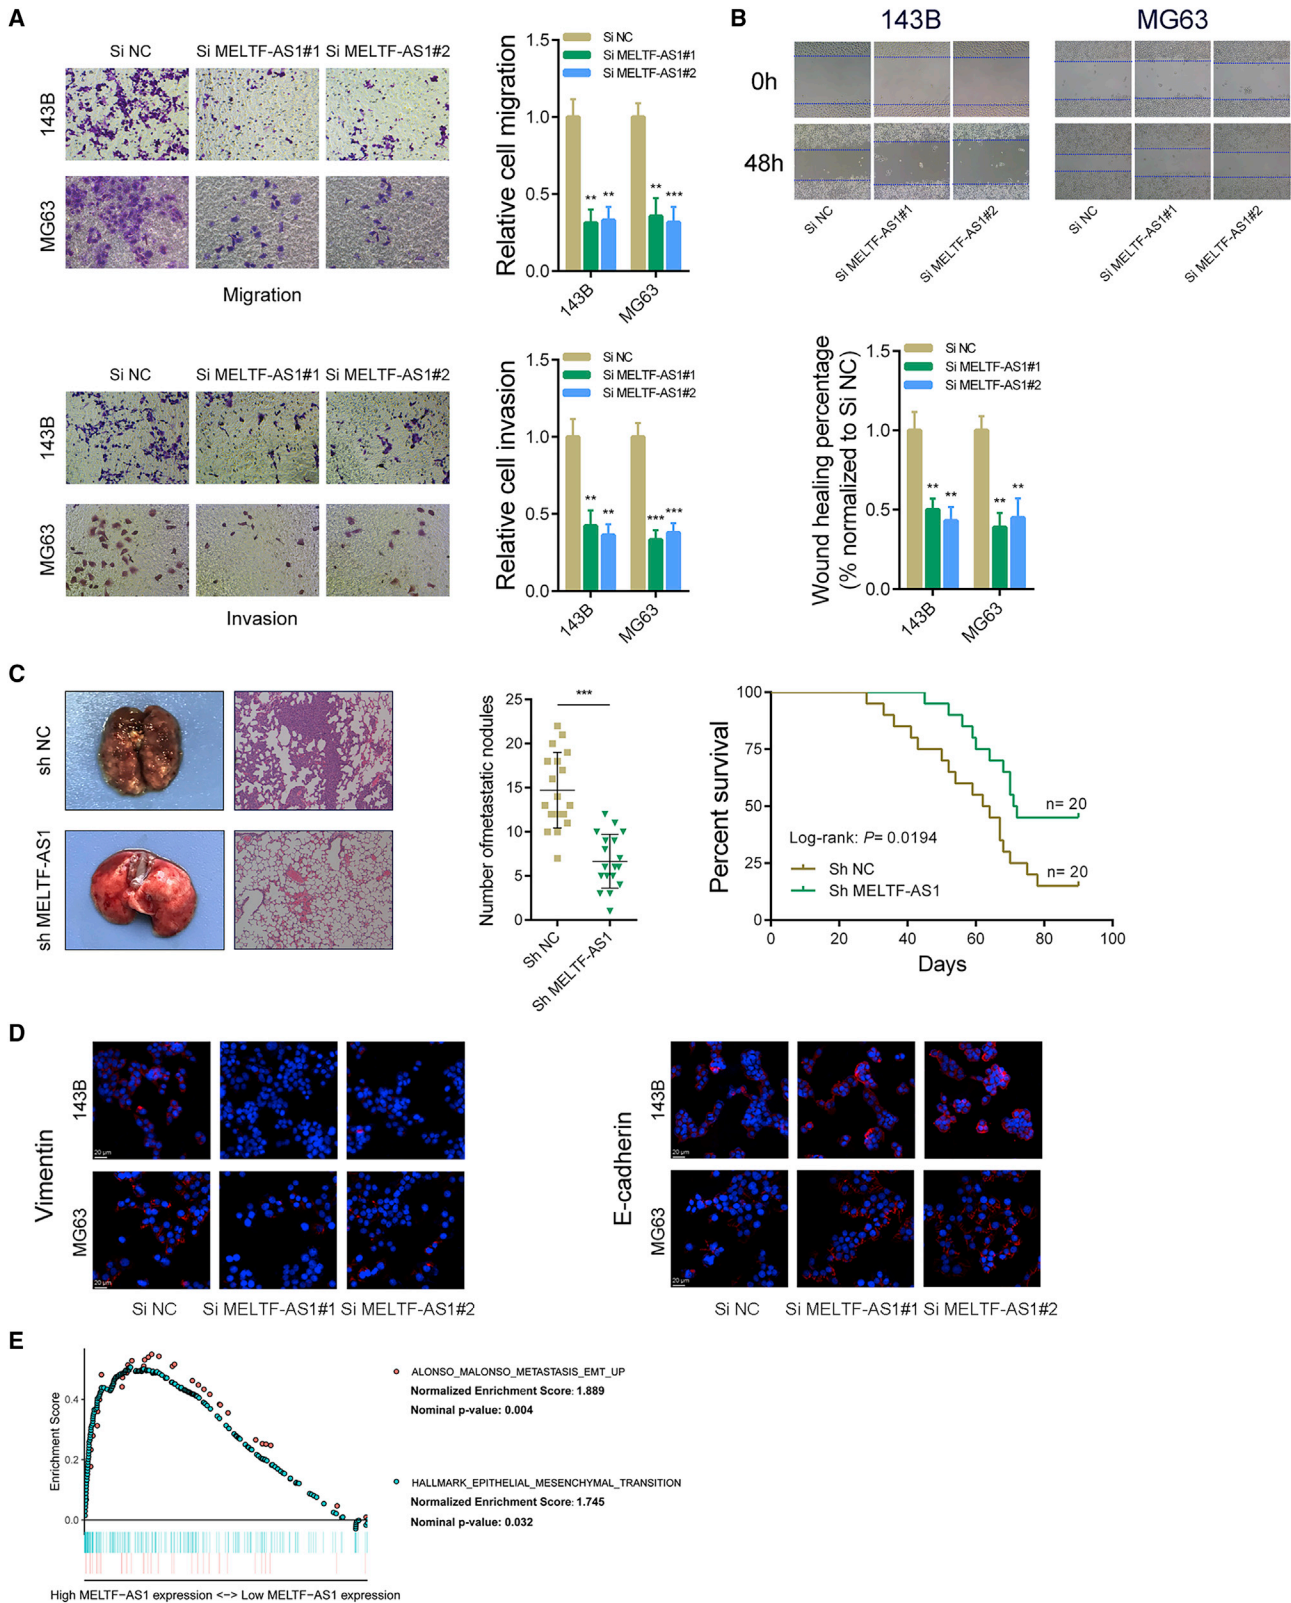 A
Si NC Si MELTF-AS1#1 Si MELTF-AS1#2
143B
MG63
Migration
Relative cell migration
1.5
1.0
0.5
0.0
Si NC
Si MELTF-AS1#1
Si MELTF-AS1#2
** ** ** ***
143B MG63
Si NC Si MELTF-AS1#1 Si MELTF-AS1#2
143B
MG63
Invasion
Relative cell invasion
1.5
1.0
0.5
0.0
Si NC
Si MELTF-AS1#1
Si MELTF-AS1#2
** ** *** ***
143B MG63
B
143B MG63
0h
48h
Si NC Si MELTF-AS1#1 Si MELTF-AS1#2 Si NC Si MELTF-AS1#1 Si MELTF-AS1#2
Wound healing percentage
(% normalized to Si NC)
1.5
1.0
0.5
0.0
Si NC
Si MELTF-AS1#1
Si MELTF-AS1#2
** ** ** **
143B MG63
C
sh NC
sh MELTF-AS1
Number ofmetastatic nodules
25
20
15
10
5
0
***
Sh NC Sh MELTF-AS1
Percent survival
100
75
50
25
0
n= 20
Log-rank: P= 0.0194
Sh NC
n= 20
Sh MELTF-AS1
0 20 40 60 80 100
Days
D
Vimentin
143B
20 µm
MG63
20 µm
Si NC Si MELTF-AS1#1 Si MELTF-AS1#2
E-cadherin
143B
20 µm
MG63
20 µm
Si NC Si MELTF-AS1#1 Si MELTF-AS1#2
E
Enrichment Score
0.4
0.2
0.0
ALONSO_MALONSO_METASTASIS_EMT_UP
Normalized Enrichment Score: 1.889
Nominal p-value: 0.004
HALLMARK_EPITHELIAL_MESENCHYMAL_TRANSITION
Normalized Enrichment Score: 1.745
Nominal p-value: 0.032
High MELTF−AS1 expression <−> Low MELTF−AS1 expression